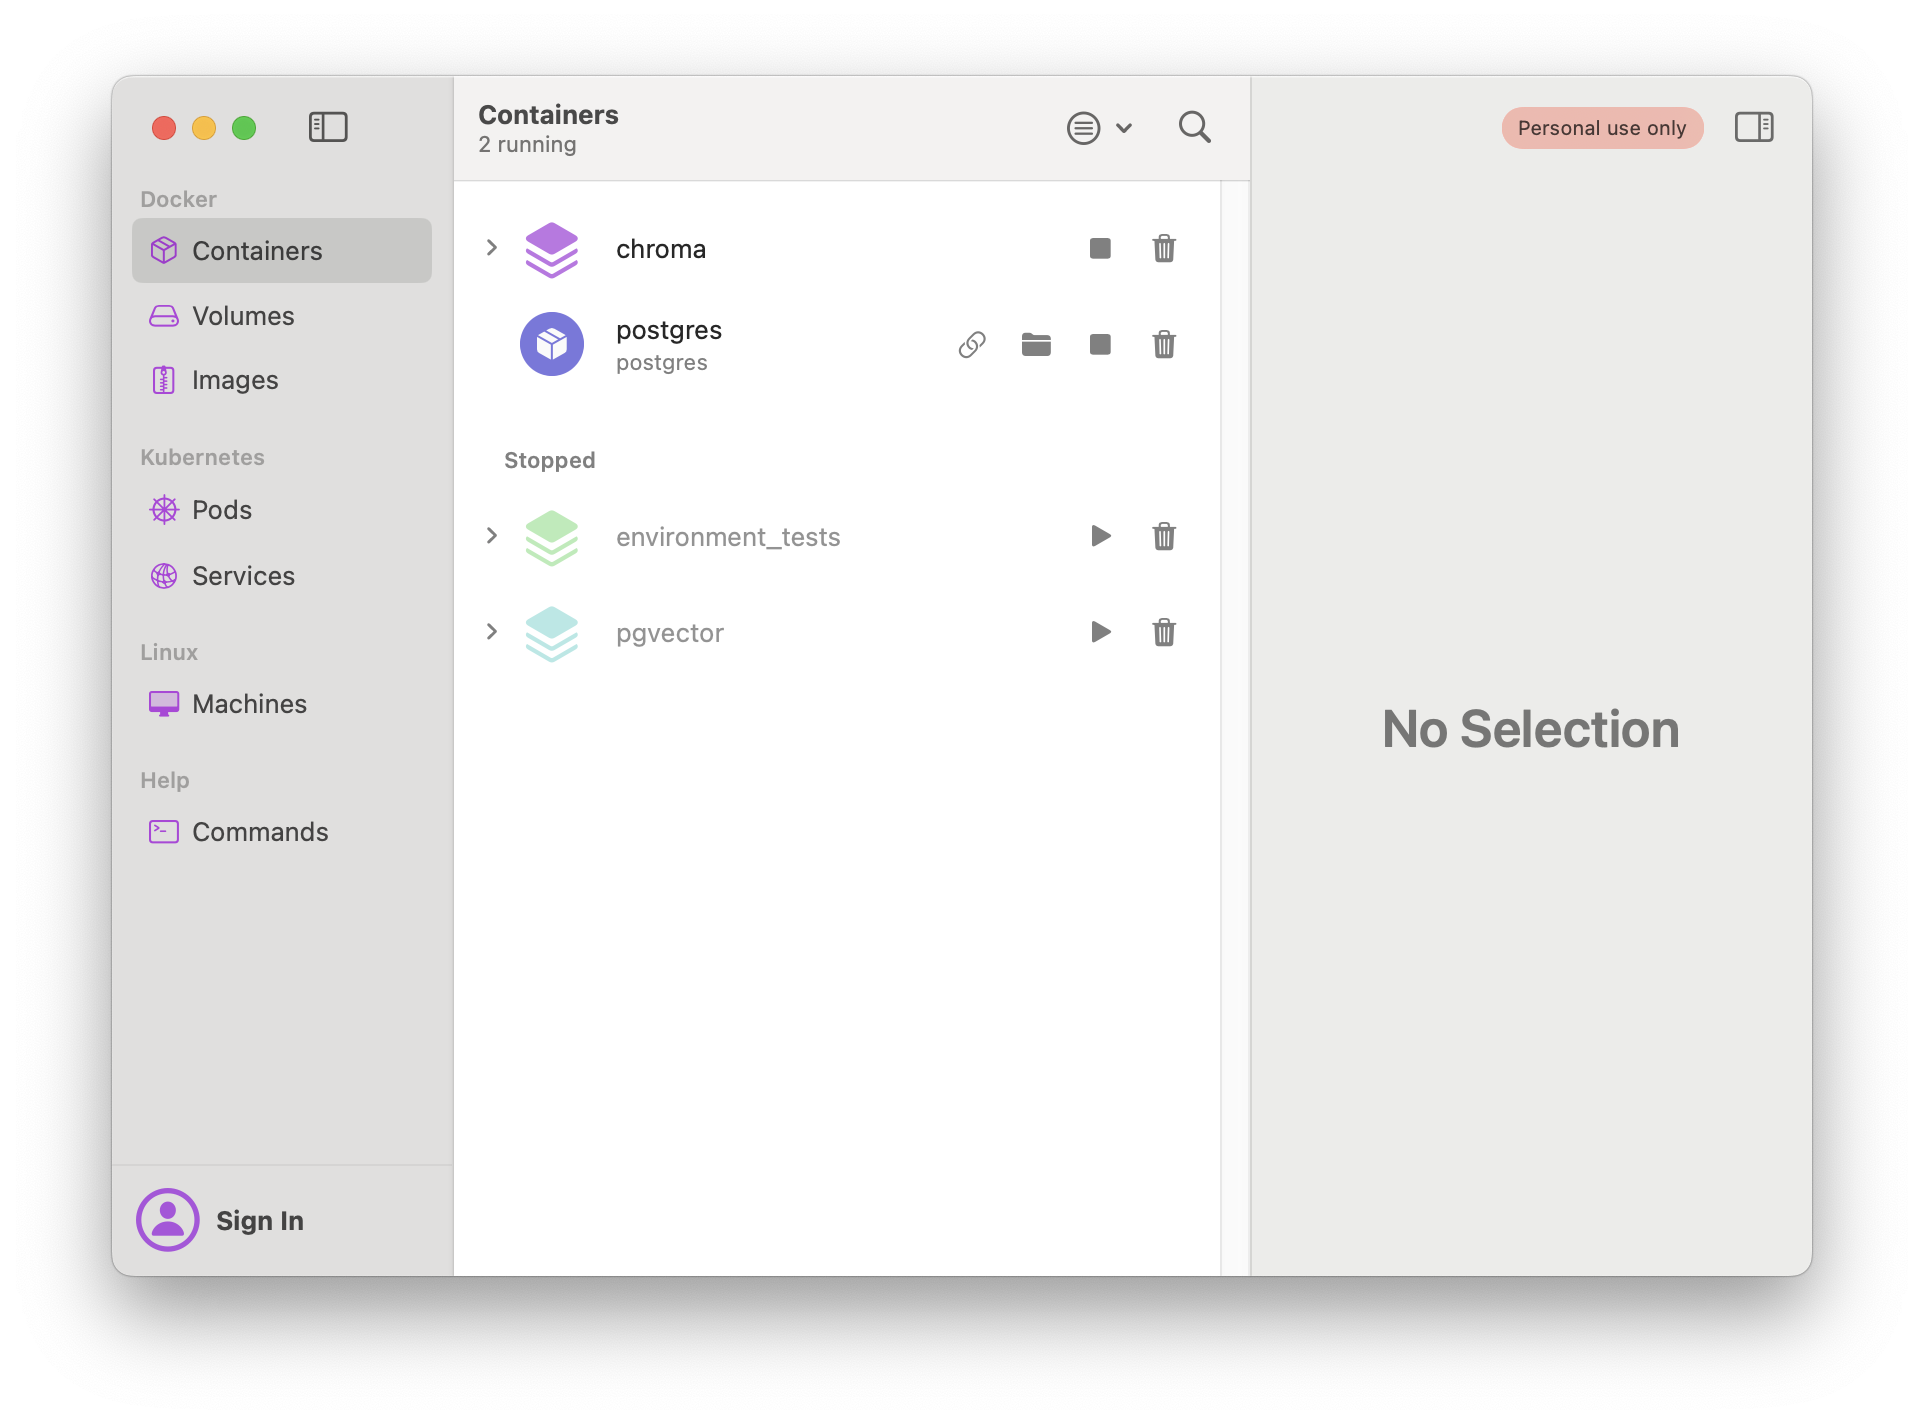 Docker
Containers
Volumes
Images
Kubernetes
Pods
Services
Linux
Machines
Help
Commands
Sign In
Containers
2 running
chroma
postgres
postgres
Stopped
environment_tests
pgvector
Personal use only
No Selection